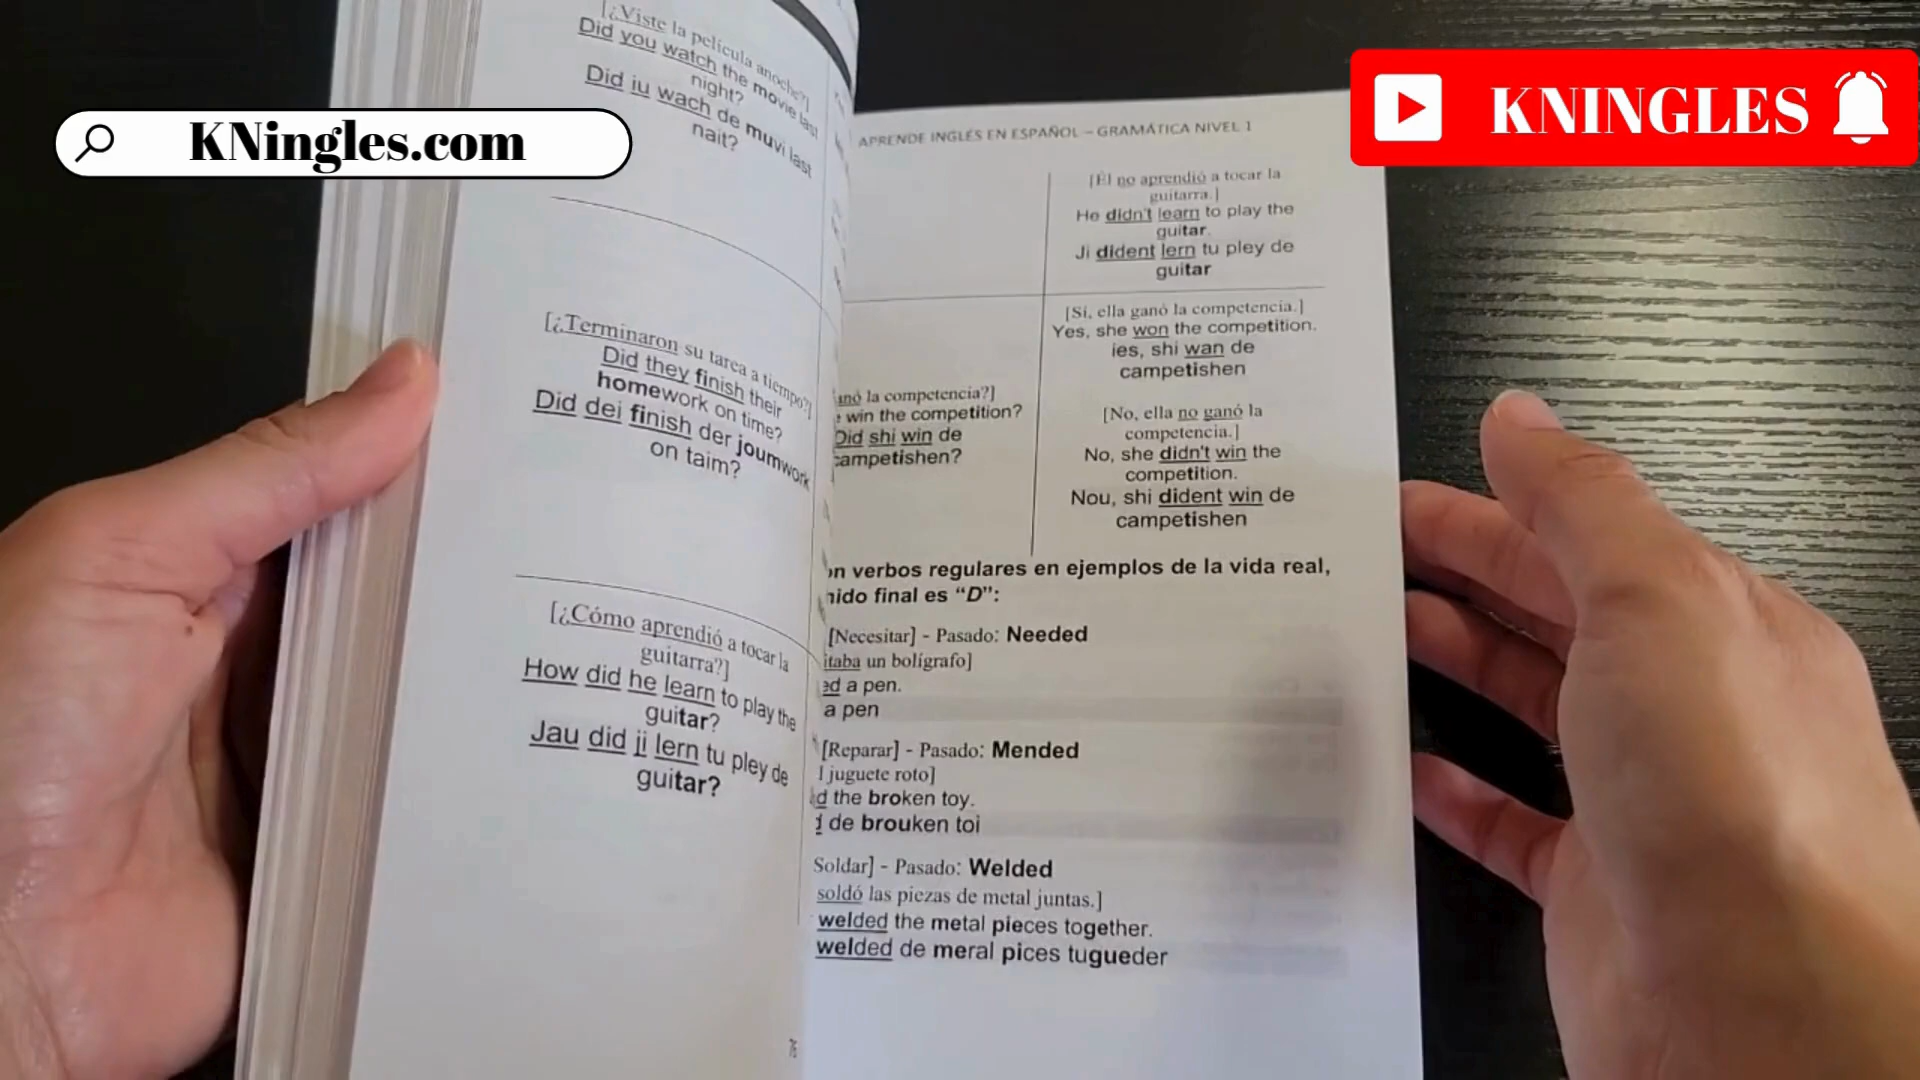 KNingles.com
KNINGLES
[¿Viste la película anoche?]
Did you watch the movie last
night?
Did iu wach de muvi last
nait?
[¿Terminaron su tarea a tiempo?]
Did they finish their
homework on time?
Did dei finish der joumwork
on taim?
[¿Cómo aprendió a tocar la
guitarra?]
How did he learn to play the
guitar?
Jau did ji lern tu pley de
guitar?
76
APRENDE INGLÉS EN ESPAÑOL – GRAMÁTICA NIVEL 1
[Él no aprendió a tocar la
guitarra.]
He didn't learn to play the
guitar.
Ji dident lern tu pley de
guitar
la competencia?]
win the competition?
Did shi win de
campetishen?
[Sí, ella ganó la competencia.]
Yes, she won the competition.
ies, shi wan de
campetishen
[No, ella no ganó la
competencia.]
No, she didn't win the
competition.
Nou, shi dident win de
campetishen
verbos regulares en ejemplos de la vida real,
final es “D”:
[Necesitar] - Pasado: Needed
un bolígrafo]
a pen.
a pen
[Reparar] - Pasado: Mended
juguete roto]
the broken toy.
de brouken toi
Soldar] - Pasado: Welded
soldó las piezas de metal juntas.]
welded the metal pieces together.
welded de meral pices tugueder